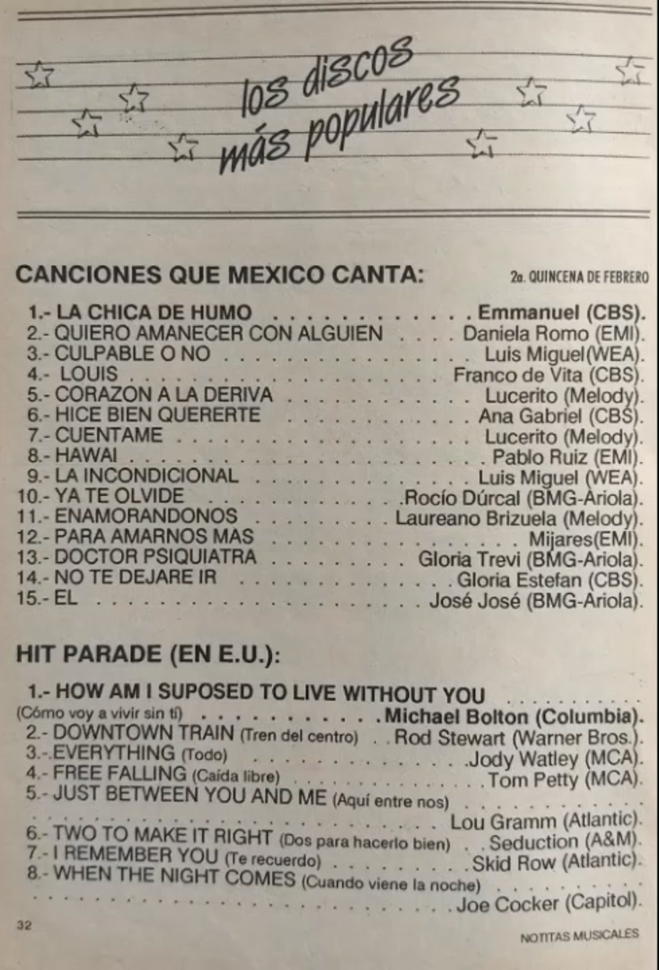 los discos
más populares
CANCIONES QUE MEXICO CANTA: 2a. QUINCENA DE FEBRERO
1.- LA CHICA DE HUMO . . . . . . . . . . . . Emmanuel (CBS).
2.- QUIERO AMANECER CON ALGUIEN . . . . Daniela Romo (EMI).
3.- CULPABLE O NO . . . . . . . . . . . . . . . Luis Miguel(WEA).
4.- LOUIS . . . . . . . . . . . . . . . . . . . Franco de Vita (CBS).
5.- CORAZON A LA DERIVA . . . . . . . . . . . . Lucerito (Melody).
6.- HICE BIEN QUERERTE . . . . . . . . . . . Ana Gabriel (CBS).
7.- CUENTAME . . . . . . . . . . . . . . . . . . Lucerito (Melody).
8.- HAWAI . . . . . . . . . . . . . . . . . . . . . Pablo Ruiz (EMI).
9.- LA INCONDICIONAL . . . . . . . . . . . . . Luis Miguel (WEA).
10.- YA TE OLVIDE . . . . . . . . . . .Rocío Dúrcal (BMG-Ariola).
11.- ENAMORANDONOS . . . . . . . . Laureano Brizuela (Melody).
12.- PARA AMARNOS MAS . . . . . . . . . . . . . . . Mijares(EMI).
13.- DOCTOR PSIQUIATRA . . . . . . . . Gloria Trevi (BMG-Ariola).
14.- NO TE DEJARE IR . . . . . . . . . . . . Gloria Estefan (CBS).
15.- EL . . . . . . . . . . . . . . . . . . . José José (BMG-Ariola).
HIT PARADE (EN E.U.):
1.- HOW AM I SUPOSED TO LIVE WITHOUT YOU . . . . . . . . . .
(Cómo voy a vivir sin ti) . . . . . . . . . . . Michael Bolton (Columbia).
2.- DOWNTOWN TRAIN (Tren del centro) . . Rod Stewart (Warner Bros.).
3.-.EVERYTHING (Todo) . . . . . . . . . . . . . . .Jody Watley (MCA).
4.- FREE FALLING (Caída libre) . . . . . . . . . . . . . Tom Petty (MCA).
5.- JUST BETWEEN YOU AND ME (Aquí entre nos) . . . . . . . . . . .
. . . . . . . . . . . . . . . . . . . . . . . . Lou Gramm (Atlantic).
6.- TWO TO MAKE IT RIGHT (Dos para hacerlo bien) . . Seduction (A&M).
7.- I REMEMBER YOU (Te recuerdo) . . . . . . . . . Skid Row (Atlantic).
8.- WHEN THE NIGHT COMES (Cuando viene la noche) . . . . . . . . . .
. . . . . . . . . . . . . . . . . . . . . . . . .Joe Cocker (Capitol).
32 NOTITAS MUSICALES